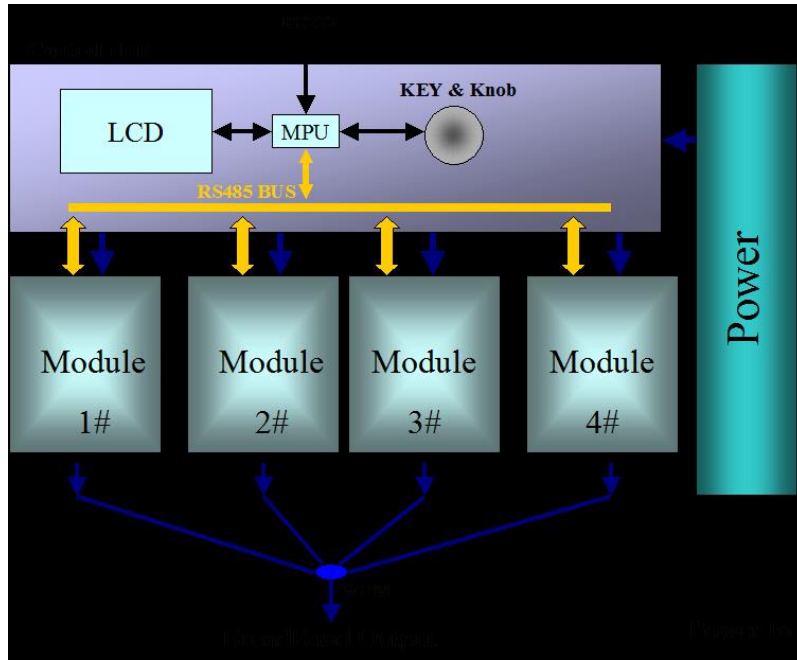 KEY & Knob
LCD
MPU
RS485 BUS
Power
Module
1#
Module
2#
Module
3#
Module
4#